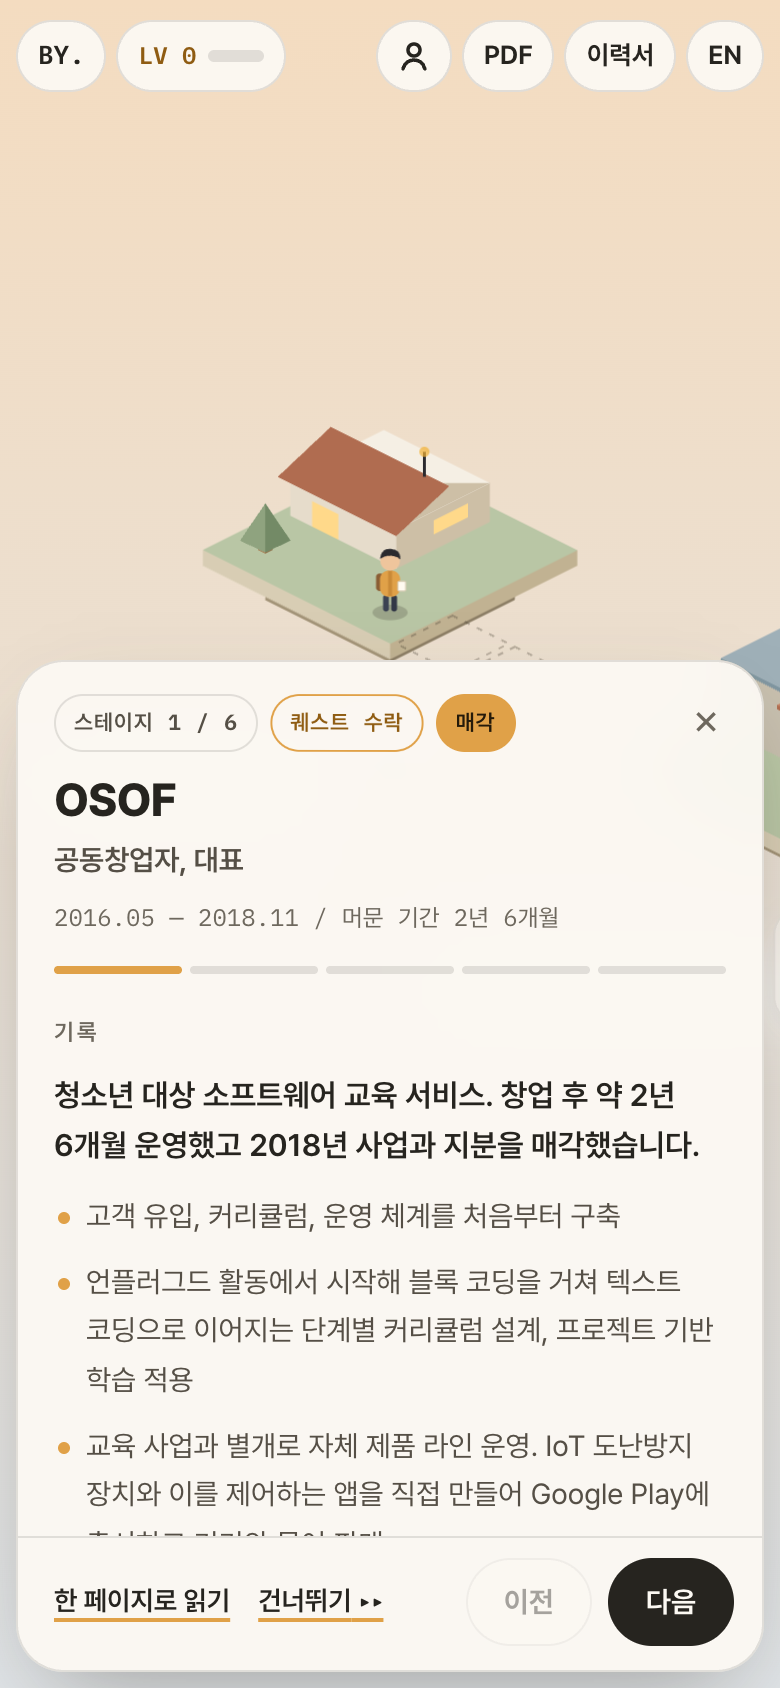 BY.
LV 0
PDF
이력서
EN
스테이지 1 / 6
퀘스트 수락
매각
✕
OSOF
공동창업자, 대표
2016.05 — 2018.11 / 머문 기간 2년 6개월
기록
청소년 대상 소프트웨어 교육 서비스. 창업 후 약 2년
6개월 운영했고 2018년 사업과 지분을 매각했습니다.
고객 유입, 커리큘럼, 운영 체계를 처음부터 구축
언플러그드 활동에서 시작해 블록 코딩을 거쳐 텍스트
코딩으로 이어지는 단계별 커리큘럼 설계, 프로젝트 기반
학습 적용
교육 사업과 별개로 자체 제품 라인 운영. IoT 도난방지
장치와 이를 제어하는 앱을 직접 만들어 Google Play에
한 페이지로 읽기
건너뛰기 ▸▸
이전
다음